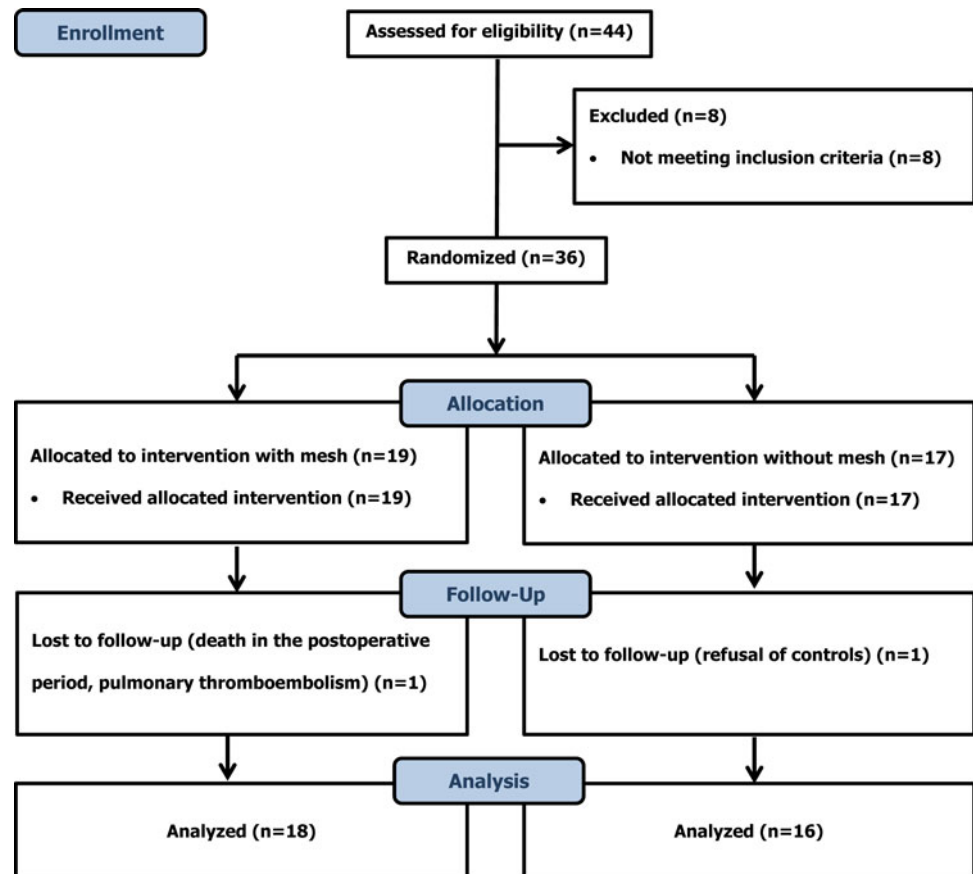 Enrollment
Assessed for eligibility (n=44)
Excluded (n=8)
• Not meeting inclusion criteria (n=8)
Randomized (n=36)
Allocation
Allocated to intervention with mesh (n=19)
• Received allocated intervention (n=19)
Allocated to intervention without mesh (n=17)
• Received allocated intervention (n=17)
Follow-Up
Lost to follow-up (death in the postoperative
period, pulmonary thromboembolism) (n=1)
Lost to follow-up (refusal of controls) (n=1)
Analysis
Analyzed (n=18)
Analyzed (n=16)